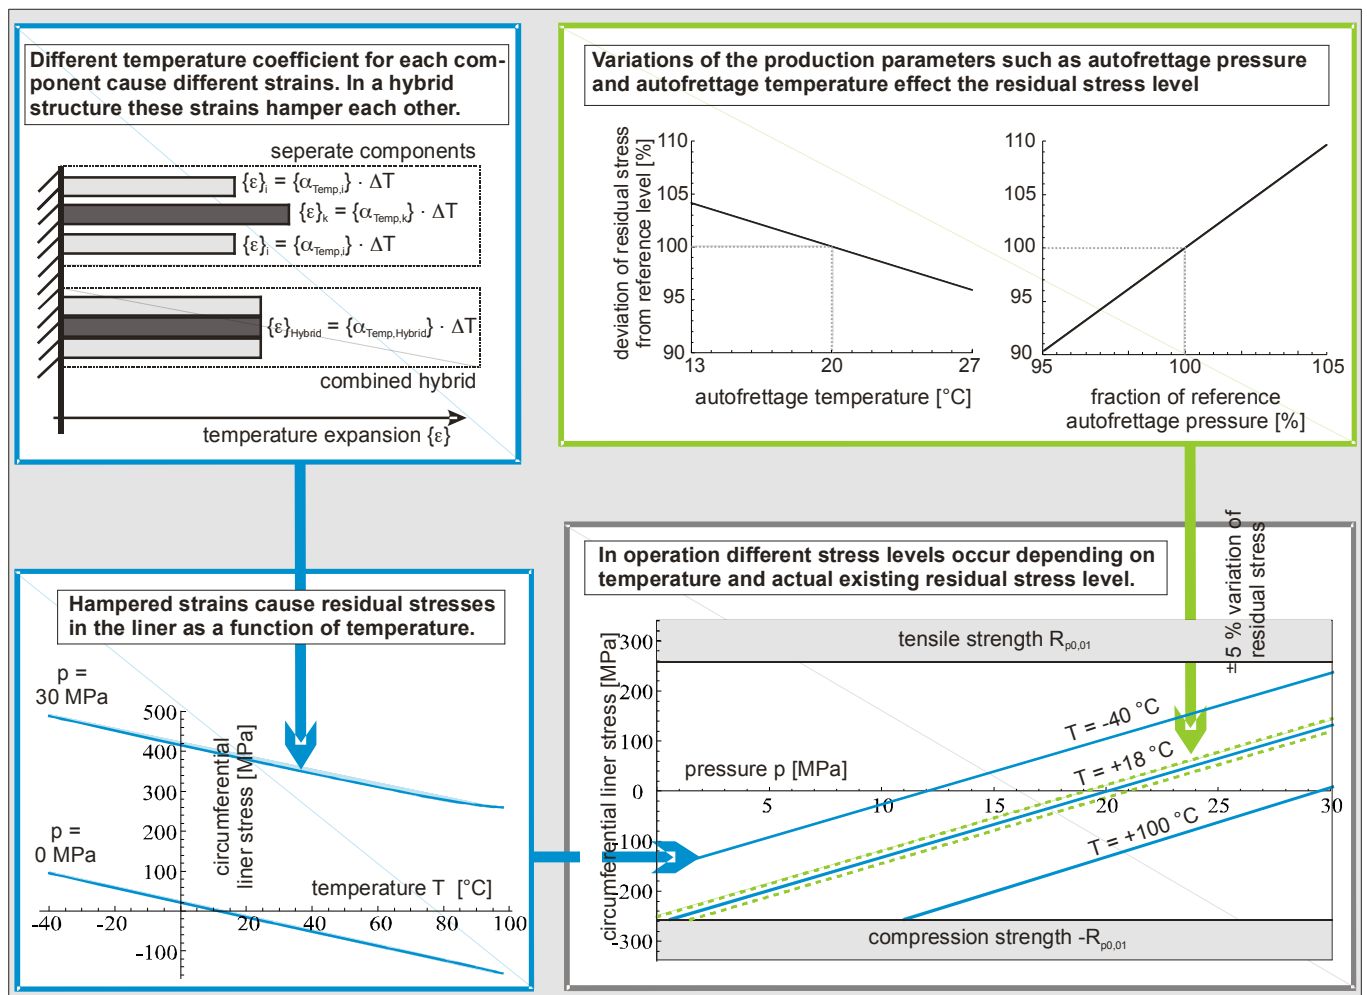 Different temperature coefficient for each com-
ponent cause different strains. In a hybrid
structure these strains hamper each other.
seperate components
{ε}i = {αTemp,i} · ΔT
{ε}k = {αTemp,k} · ΔT
{ε}i = {αTemp,i} · ΔT
{ε}Hybrid = {αTemp,Hybrid} · ΔT
combined hybrid
temperature expansion {ε}
Variations of the production parameters such as autofrettage pressure
and autofrettage temperature effect the residual stress level
deviation of residual stress
from reference level [%]
110
105
100
95
90
13
20
27
autofrettage temperature [°C]
110
105
100
95
90
95
100
105
fraction of reference
autofrettage pressure [%]
Hampered strains cause residual stresses
in the liner as a function of temperature.
p =
30 MPa
p =
0 MPa
500
400
300
200
100
-100
circumferential
liner stress [MPa]
temperature T [°C]
-40
-20
20
40
60
80
100
± 5 % variation of
residual stress
In operation different stress levels occur depending on
temperature and actual existing residual stress level.
circumferential liner stress [MPa]
300
200
100
0
-100
-200
-300
tensile strength Rp0,01
T = -40 °C
T = +18 °C
T = +100 °C
pressure p [MPa]
5
10
15
20
25
30
compression strength -Rp0,01